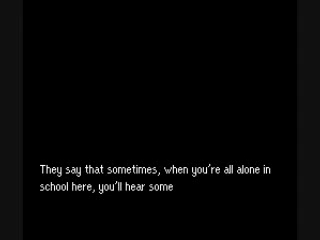 They say that sometimes, when you're all alone in
school here, you'll hear some